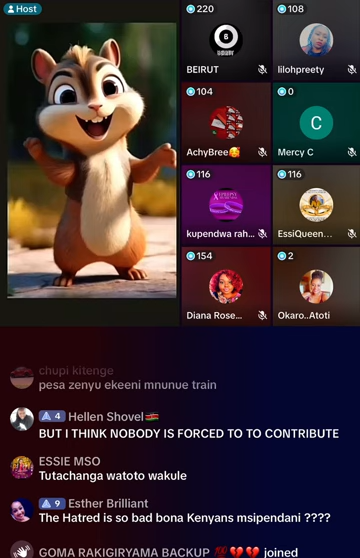 Host
220
108
BEIRUT
lilohpreety
104
0
C
AchyBree🥰
Mercy C
116
116
kupendwa rah...
EssiQueen...
154
2
Diana Rose...
Okaro..Atoti
chupi kitenge
pesa zenyu ekeeni mnunue train
4 Hellen Shovel🇰🇪
BUT I THINK NOBODY IS FORCED TO TO CONTRIBUTE
ESSIE MSO
Tutachanga watoto wakule
9 Esther Brilliant
The Hatred is so bad bona Kenyans msipendani ????
GOMA RAKIGIRYAMA BACKUP 💯💔💔 joined